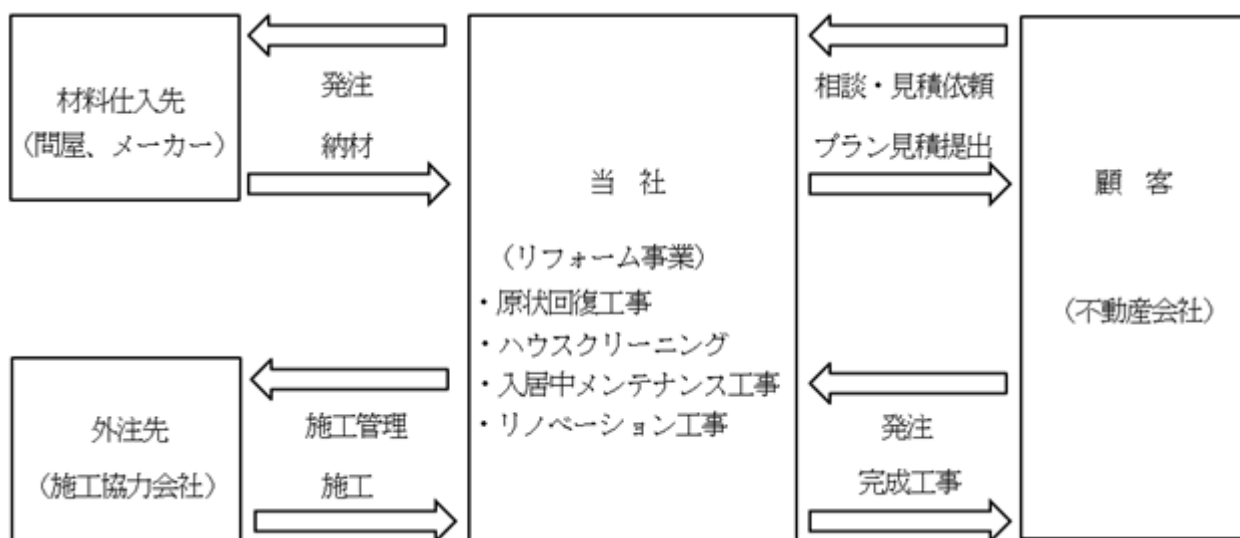 材料仕入先
（問屋、メーカー）
発注
納材
外注先
（施工協力会社）
施工管理
施工
当 社
（リフォーム事業）
・原状回復工事
・ハウスクリーニング
・入居中メンテナンス工事
・リノベーション工事
相談・見積依頼
プラン見積提出
発注
完成工事
顧 客
（不動産会社）